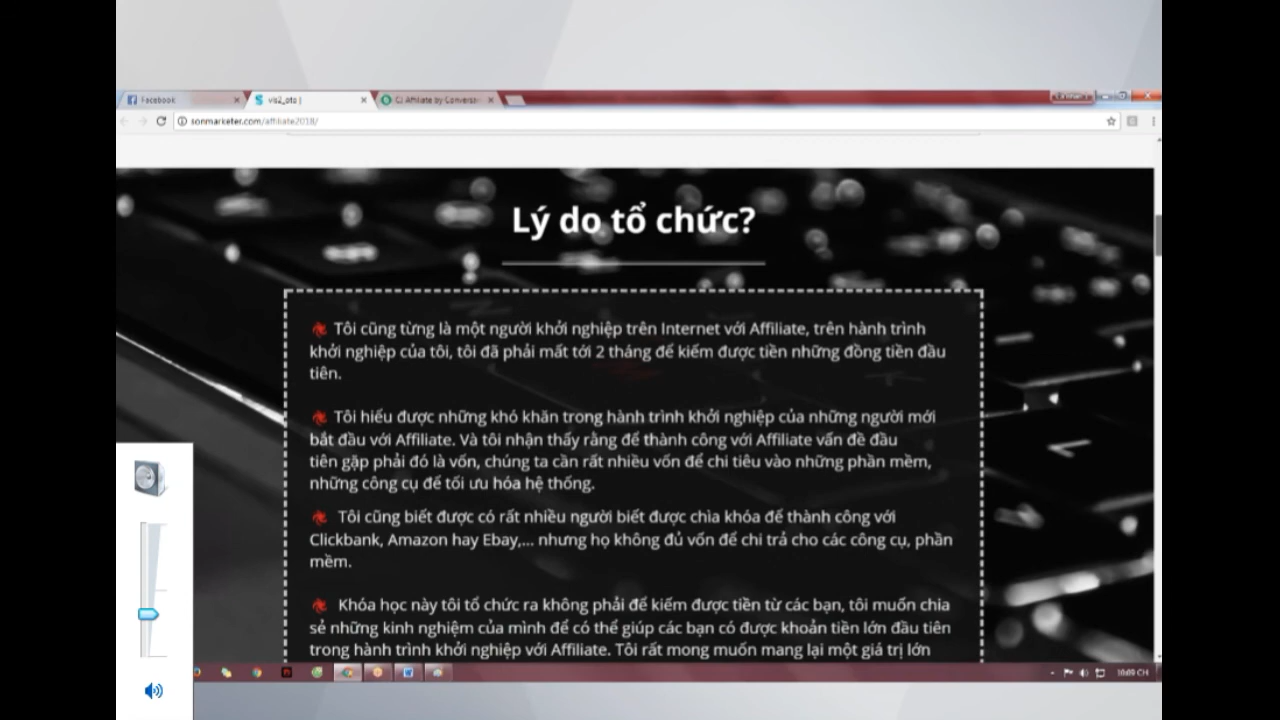 Facebook
vis2_oto |
CJ Affiliate by Conversa
sonmarketer.com/affiliate2018/
Lý do tổ chức?
Tôi cũng từng là một người khởi nghiệp trên Internet với Affiliate, trên hành trình
khởi nghiệp của tôi, tôi đã phải mất tới 2 tháng để kiếm được tiền những đồng tiền đầu
tiên.
Tôi hiểu được những khó khăn trong hành trình khởi nghiệp của những người mới
bắt đầu với Affiliate. Và tôi nhận thấy rằng để thành công với Affiliate vấn đề đầu
tiên gặp phải đó là vốn, chúng ta cần rất nhiều vốn để chi tiêu vào những phần mềm,
những công cụ để tối ưu hóa hệ thống.
Tôi cũng biết được có rất nhiều người biết được chìa khóa để thành công với
Clickbank, Amazon hay Ebay,... nhưng họ không đủ vốn để chi trả cho các công cụ, phần
mềm.
Khóa học này tôi tổ chức ra không phải để kiếm được tiền từ các bạn, tôi muốn chia
sẻ những kinh nghiệm của mình để có thể giúp các bạn có được khoản tiền lớn đầu tiên
trong hành trình khởi nghiệp với Affiliate. Tôi rất mong muốn mang lại một giá trị lớn
10:09 CH